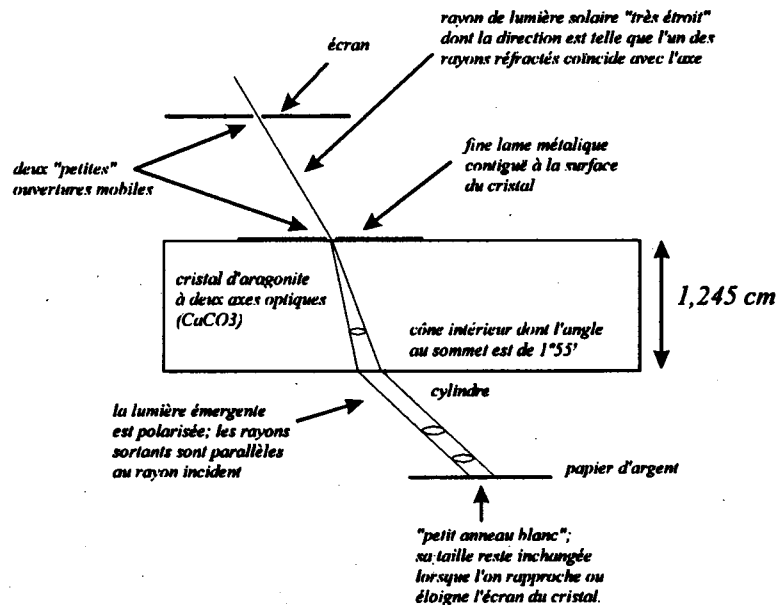 rayon de lumière solaire "très étroit"
dont la direction est telle que l'un des
rayons réfractés coïncide avec l'axe
écran
deux "petites"
ouvertures mobiles
fine lame métalique
contiguë à la surface
du cristal
cristal d'aragonite
à deux axes optiques
(CaCO3)
1,245 cm
cône intérieur dont l'angle
au sommet est de 1°55'
cylindre
la lumière émergente
est polarisée; les rayons
sortants sont parallèles
au rayon incident
papier d'argent
"petit anneau blanc";
sa taille reste inchangée
lorsque l'on rapproche ou
éloigne l'écran du cristal.